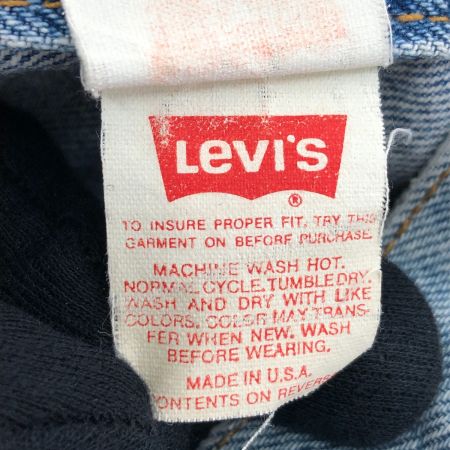 Levi's
®
TO INSURE PROPER FIT, TRY THIS
GARMENT ON BEFORE PURCHASE
MACHINE WASH HOT.
NORMAL CYCLE. TUMBLE DRY.
WASH AND DRY WITH LIKE
COLORS. COLOR MAY TRANS-
FER WHEN NEW. WASH
BEFORE WEARING.
MADE IN U.S.A.
CONTENTS ON REVERSE